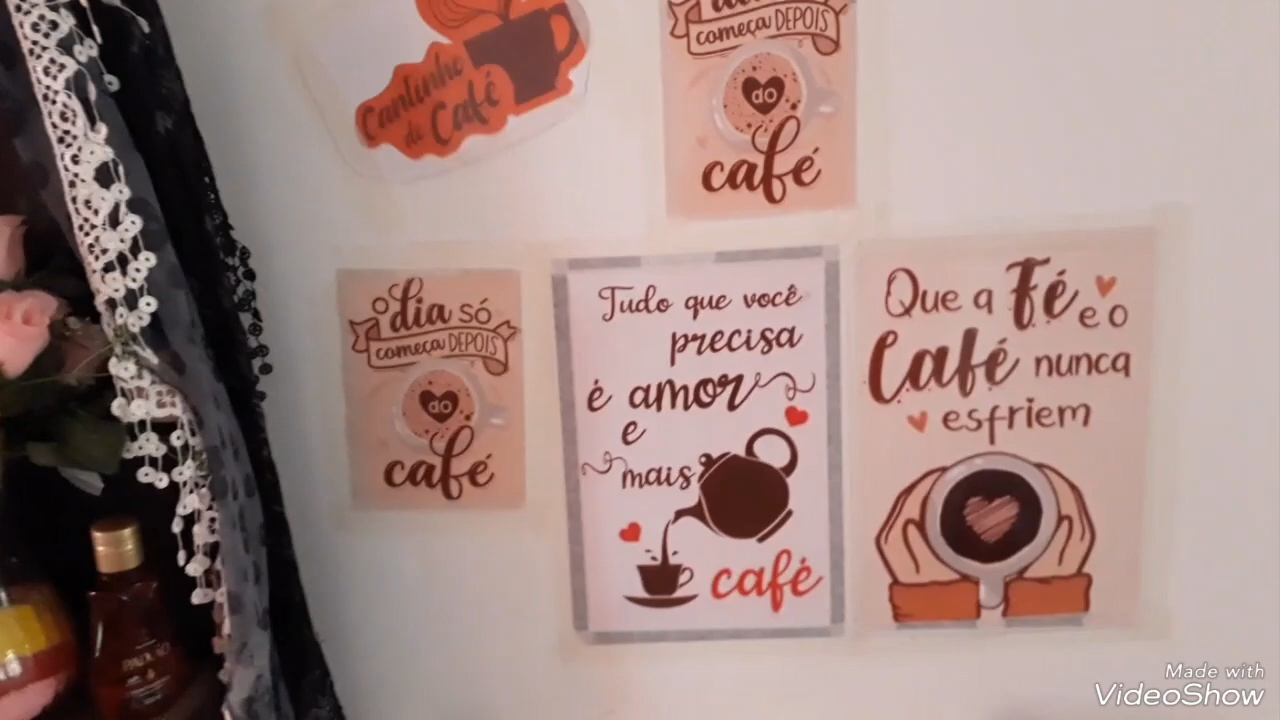 Cantinho
de Café
começa DEPOIS
do
café
O dia só
começa DEPOIS
do
café
Tudo que você
precisa
é amor
e
mais
café
Que a Fé e o
Café nunca
esfriem
Made with
VideoShow